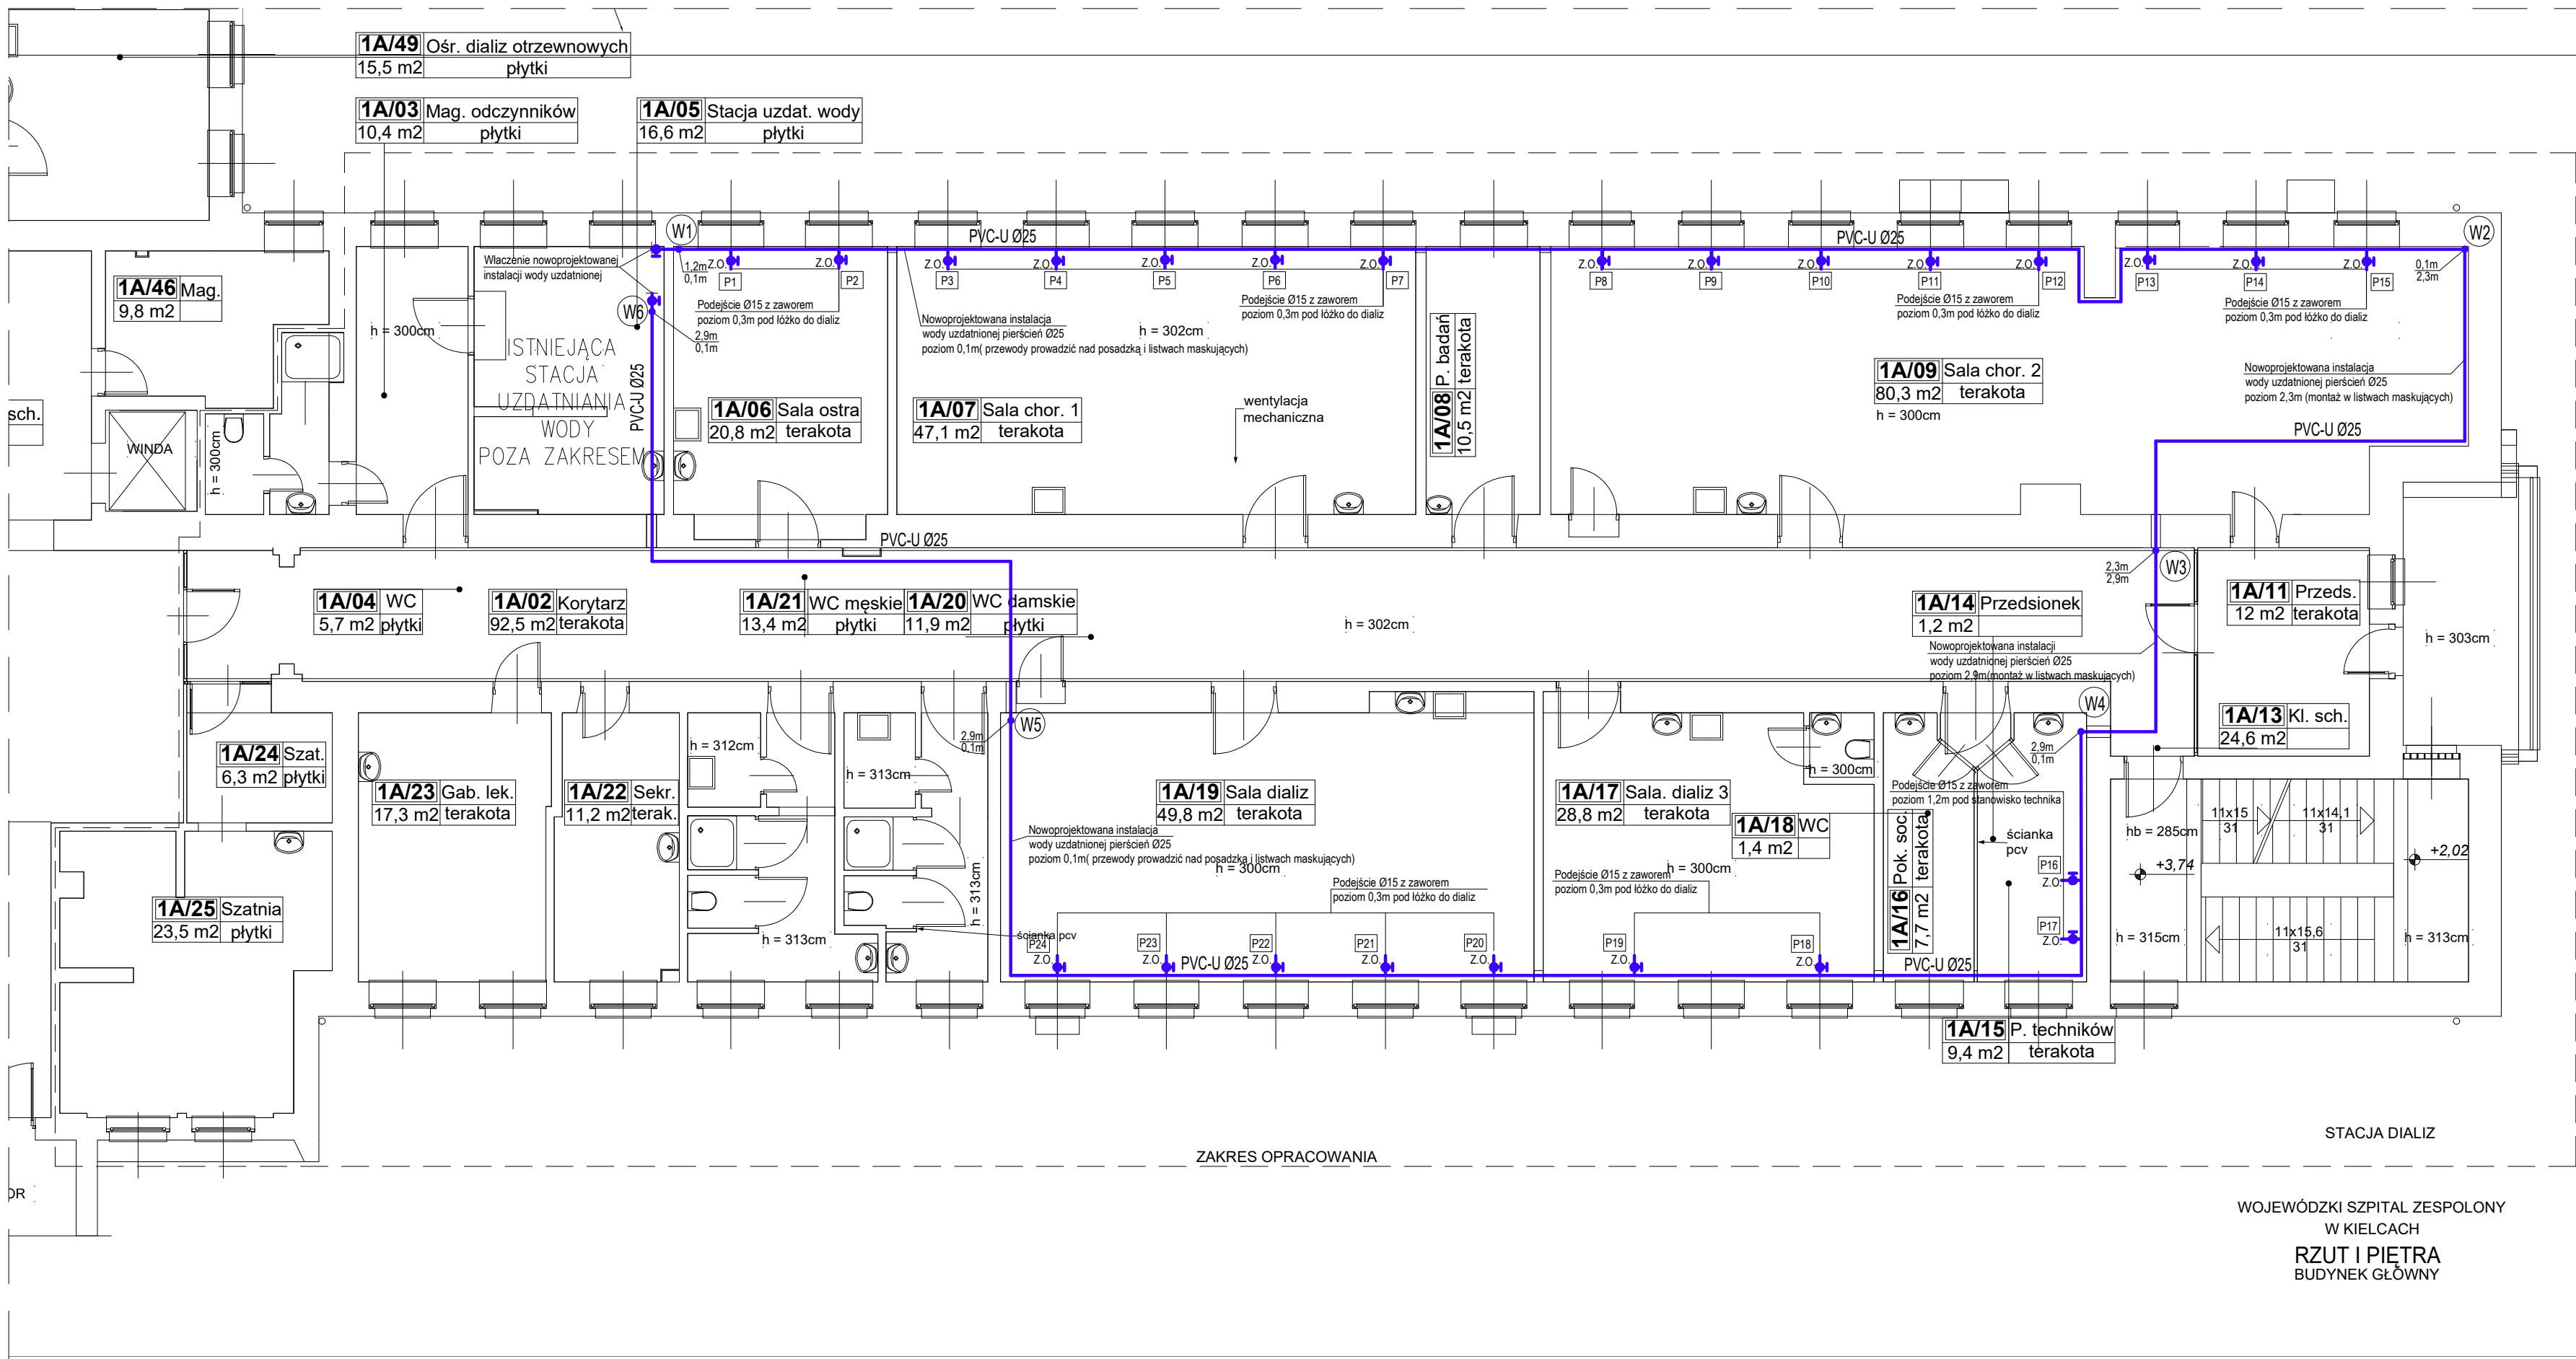 1A/49 Ośr. dializ otrzewnowych
15,5 m2 płytki
1A/03 Mag. odczynników
10,4 m2 płytki
1A/05 Stacja uzdat. wody
16,6 m2 płytki
W1
PVC-U Ø25
PVC-U Ø25
W2
Właczenie nowoprojektowanej
instalacji wody uzdatnionej
1,2m
0,1m
Z.O.
P1
Z.O.
P2
Z.O.
P3
Z.O.
P4
Z.O.
P5
Z.O.
P6
Z.O.
P7
Z.O.
P8
Z.O.
P9
Z.O.
P10
Z.O.
P11
Z.O.
P12
Z.O.
P13
Z.O.
P14
Z.O.
P15
0,1m
2,3m
1A/46 Mag.
9,8 m2
W6
2,9m
0,1m
Podejście Ø15 z zaworem
poziom 0,3m pod łóżko do dializ
Nowoprojektowana instalacja
wody uzdatnionej pierścień Ø25
poziom 0,1m( przewody prowadzić nad posadzką i listwach maskujących)
h = 302cm
Podejście Ø15 z zaworem
poziom 0,3m pod łóżko do dializ
Podejście Ø15 z zaworem
poziom 0,3m pod łóżko do dializ
Podejście Ø15 z zaworem
poziom 0,3m pod łóżko do dializ
h = 300cm
ISTNIEJĄCA
STACJA
UZDATNIANIA
WODY
POZA ZAKRESEM
PVC-U Ø25
1A/06 Sala ostra
20,8 m2 terakota
1A/07 Sala chor. 1
47,1 m2 terakota
wentylacja
mechaniczna
1A/08 P. badań
10,5 m2 terakota
1A/09 Sala chor. 2
80,3 m2 terakota
h = 300cm
Nowoprojektowana instalacja
wody uzdatnionej pierścień Ø25
poziom 2,3m (montaż w listwach maskujących)
PVC-U Ø25
sch.
WINDA
h = 300cm
PVC-U Ø25
1A/04 WC
5,7 m2 płytki
1A/02 Korytarz
92,5 m2 terakota
1A/21 WC męskie
13,4 m2 płytki
1A/20 WC damskie
11,9 m2 płytki
h = 302cm
1A/14 Przedsionek
1,2 m2
Nowoprojektowana instalacji
wody uzdatnionej pierścień Ø25
poziom 2,9m(montaż w listwach maskujących)
2,3m
2,9m
W3
1A/11 Przeds.
12 m2 terakota
h = 303cm
W4
W5
2,9m
0,1m
2,9m
0,1m
1A/13 Kl. sch.
24,6 m2
1A/24 Szat.
6,3 m2 płytki
1A/23 Gab. lek.
17,3 m2 terakota
1A/22 Sekr.
11,2 m2 terak.
h = 312cm
h = 313cm
1A/19 Sala dializ
49,8 m2 terakota
1A/17 Sala. dializ 3
28,8 m2 terakota
h = 300cm
1A/18 WC
1,4 m2
Podejście Ø15 z zaworem
poziom 1,2m pod stanowisko technika
1A/16 Pok. soc.
7,7 m2 terakota
ścianka
pcv
hb = 285cm
11x15
31
11x14,1
31
+3,74
+2,02
Nowoprojektowana instalacja
wody uzdatnionej pierścień Ø25
poziom 0,1m( przewody prowadzić nad posadzką i listwach maskujących)
h = 300cm
Podejście Ø15 z zaworem
poziom 0,3m pod łóżko do dializ
h = 300cm
Podejście Ø15 z zaworem
poziom 0,3m pod łóżko do dializ
h = 313cm
P16
Z.O.
P17
Z.O.
1A/25 Szatnia
23,5 m2 płytki
h = 313cm
ścianka pcv
P24
Z.O.
P23
Z.O.
P22
Z.O.
P21
Z.O.
P20
Z.O.
P19
Z.O.
P18
Z.O.
PVC-U Ø25
PVC-U Ø25
h = 315cm
11x15,6
31
h = 313cm
1A/15 P. techników
9,4 m2 terakota
STACJA DIALIZ
ZAKRES OPRACOWANIA
OR
WOJEWÓDZKI SZPITAL ZESPOLONY
W KIELCACH
RZUT I PIĘTRA
BUDYNEK GŁÓWNY